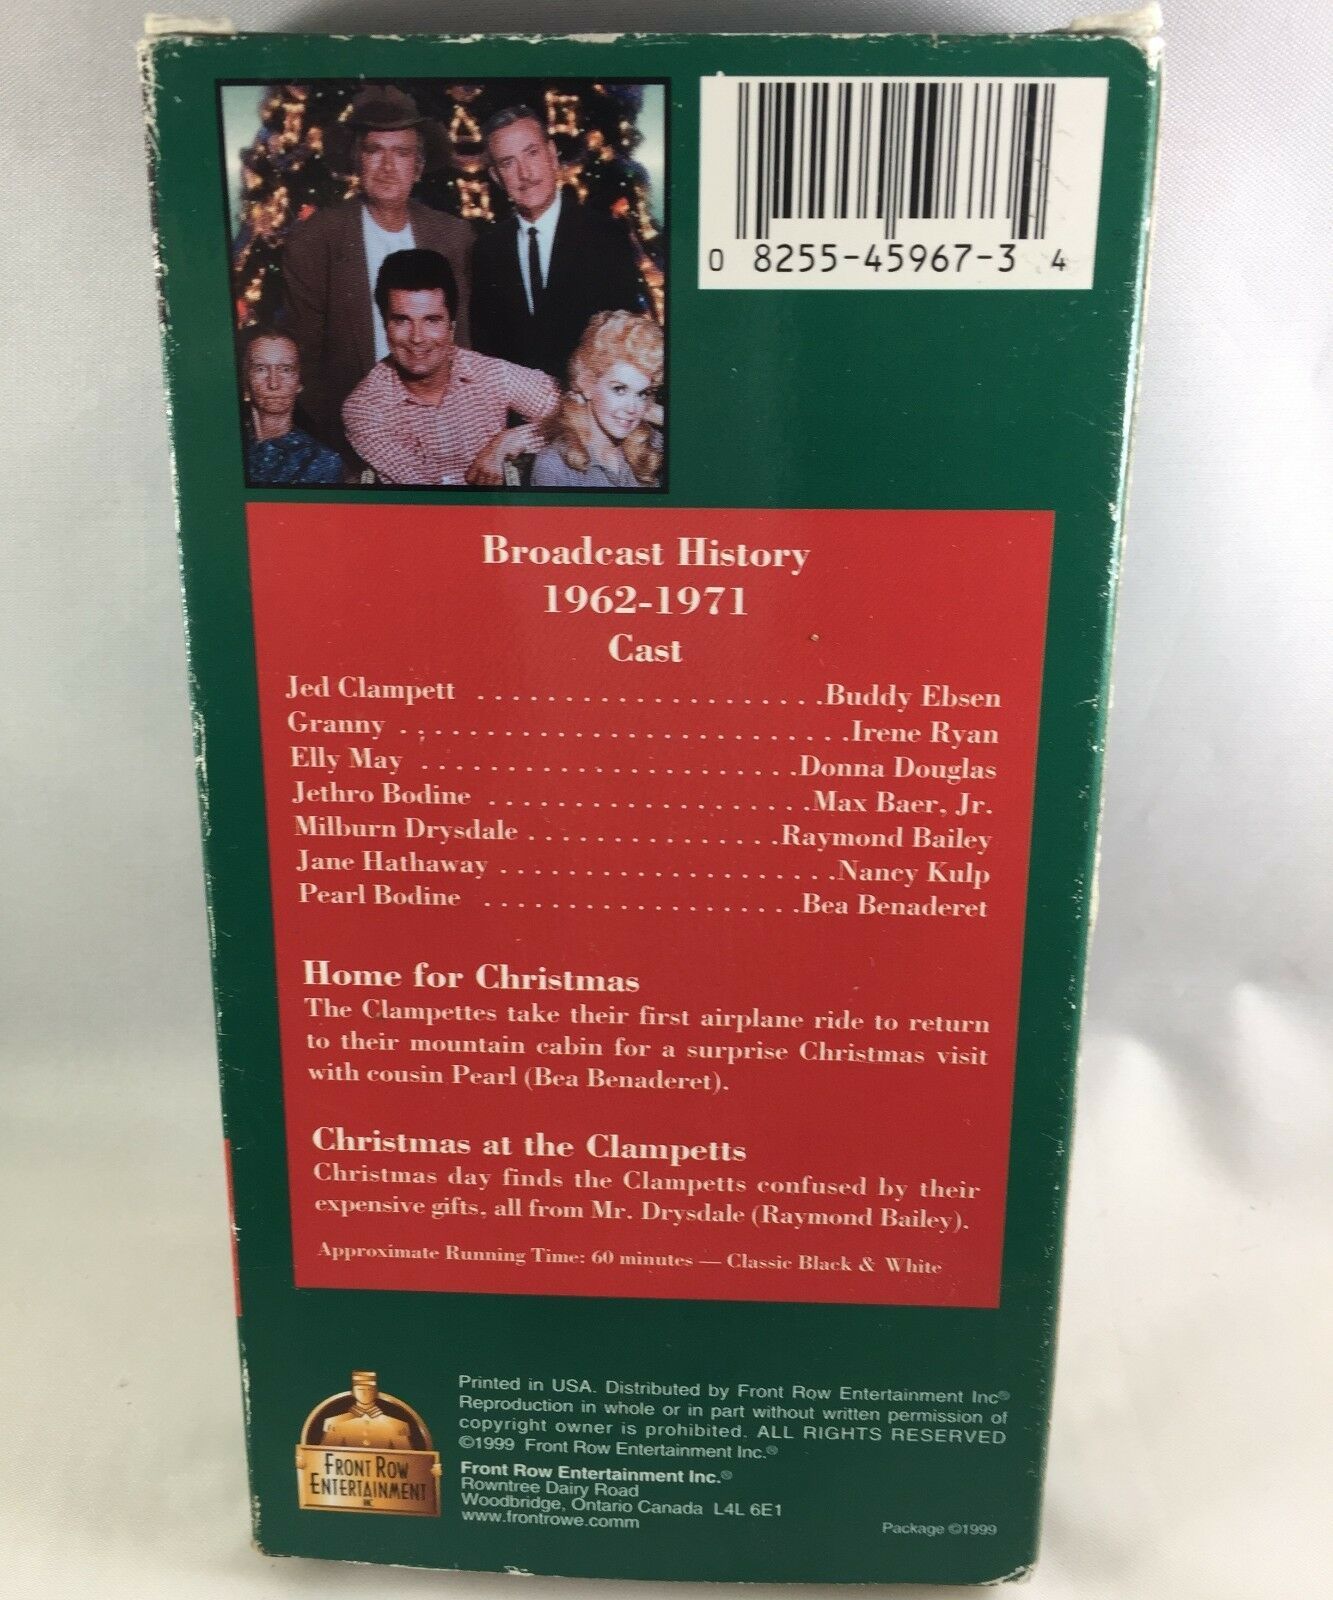 0 8255-45967-3 4
Broadcast History
1962-1971
Cast
Jed Clampett . . . . . . . . . . . . . . . . . . . . .Buddy Ebsen
Granny . . . . . . . . . . . . . . . . . . . . . . . . . . .Irene Ryan
Elly May . . . . . . . . . . . . . . . . . . . . . . .Donna Douglas
Jethro Bodine . . . . . . . . . . . . . . . . . . . .Max Baer, Jr.
Milburn Drysdale . . . . . . . . . . . . . . .Raymond Bailey
Jane Hathaway . . . . . . . . . . . . . . . . . . . .Nancy Kulp
Pearl Bodine . . . . . . . . . . . . . . . . . . .Bea Benaderet
Home for Christmas
The Clampettes take their first airplane ride to return
to their mountain cabin for a surprise Christmas visit
with cousin Pearl (Bea Benaderet).
Christmas at the Clampetts
Christmas day finds the Clampetts confused by their
expensive gifts, all from Mr. Drysdale (Raymond Bailey).
Approximate Running Time: 60 minutes — Classic Black & White
FRONT ROW
ENTERTAINMENT
INC
Printed in USA. Distributed by Front Row Entertainment Inc®
Reproduction in whole or in part without written permission of
copyright owner is prohibited. ALL RIGHTS RESERVED
©1999 Front Row Entertainment Inc.®
Front Row Entertainment Inc.®
Rowntree Dairy Road
Woodbridge, Ontario Canada L4L 6E1
www.frontrowe.comm
Package ©1999